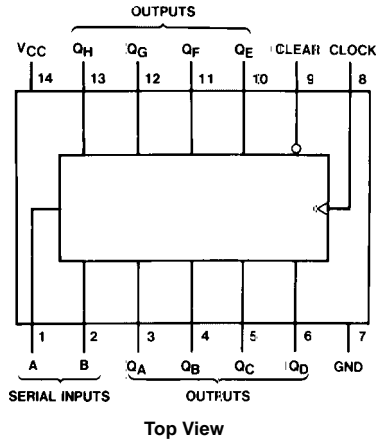 OUTPUTS
VCC QH QG QF QE CLEAR CLOCK
14 13 12 11 10 9 8
1 2 3 4 5 6 7
A B QA QB QC QD GND
SERIAL INPUTS OUTPUTS
Top View